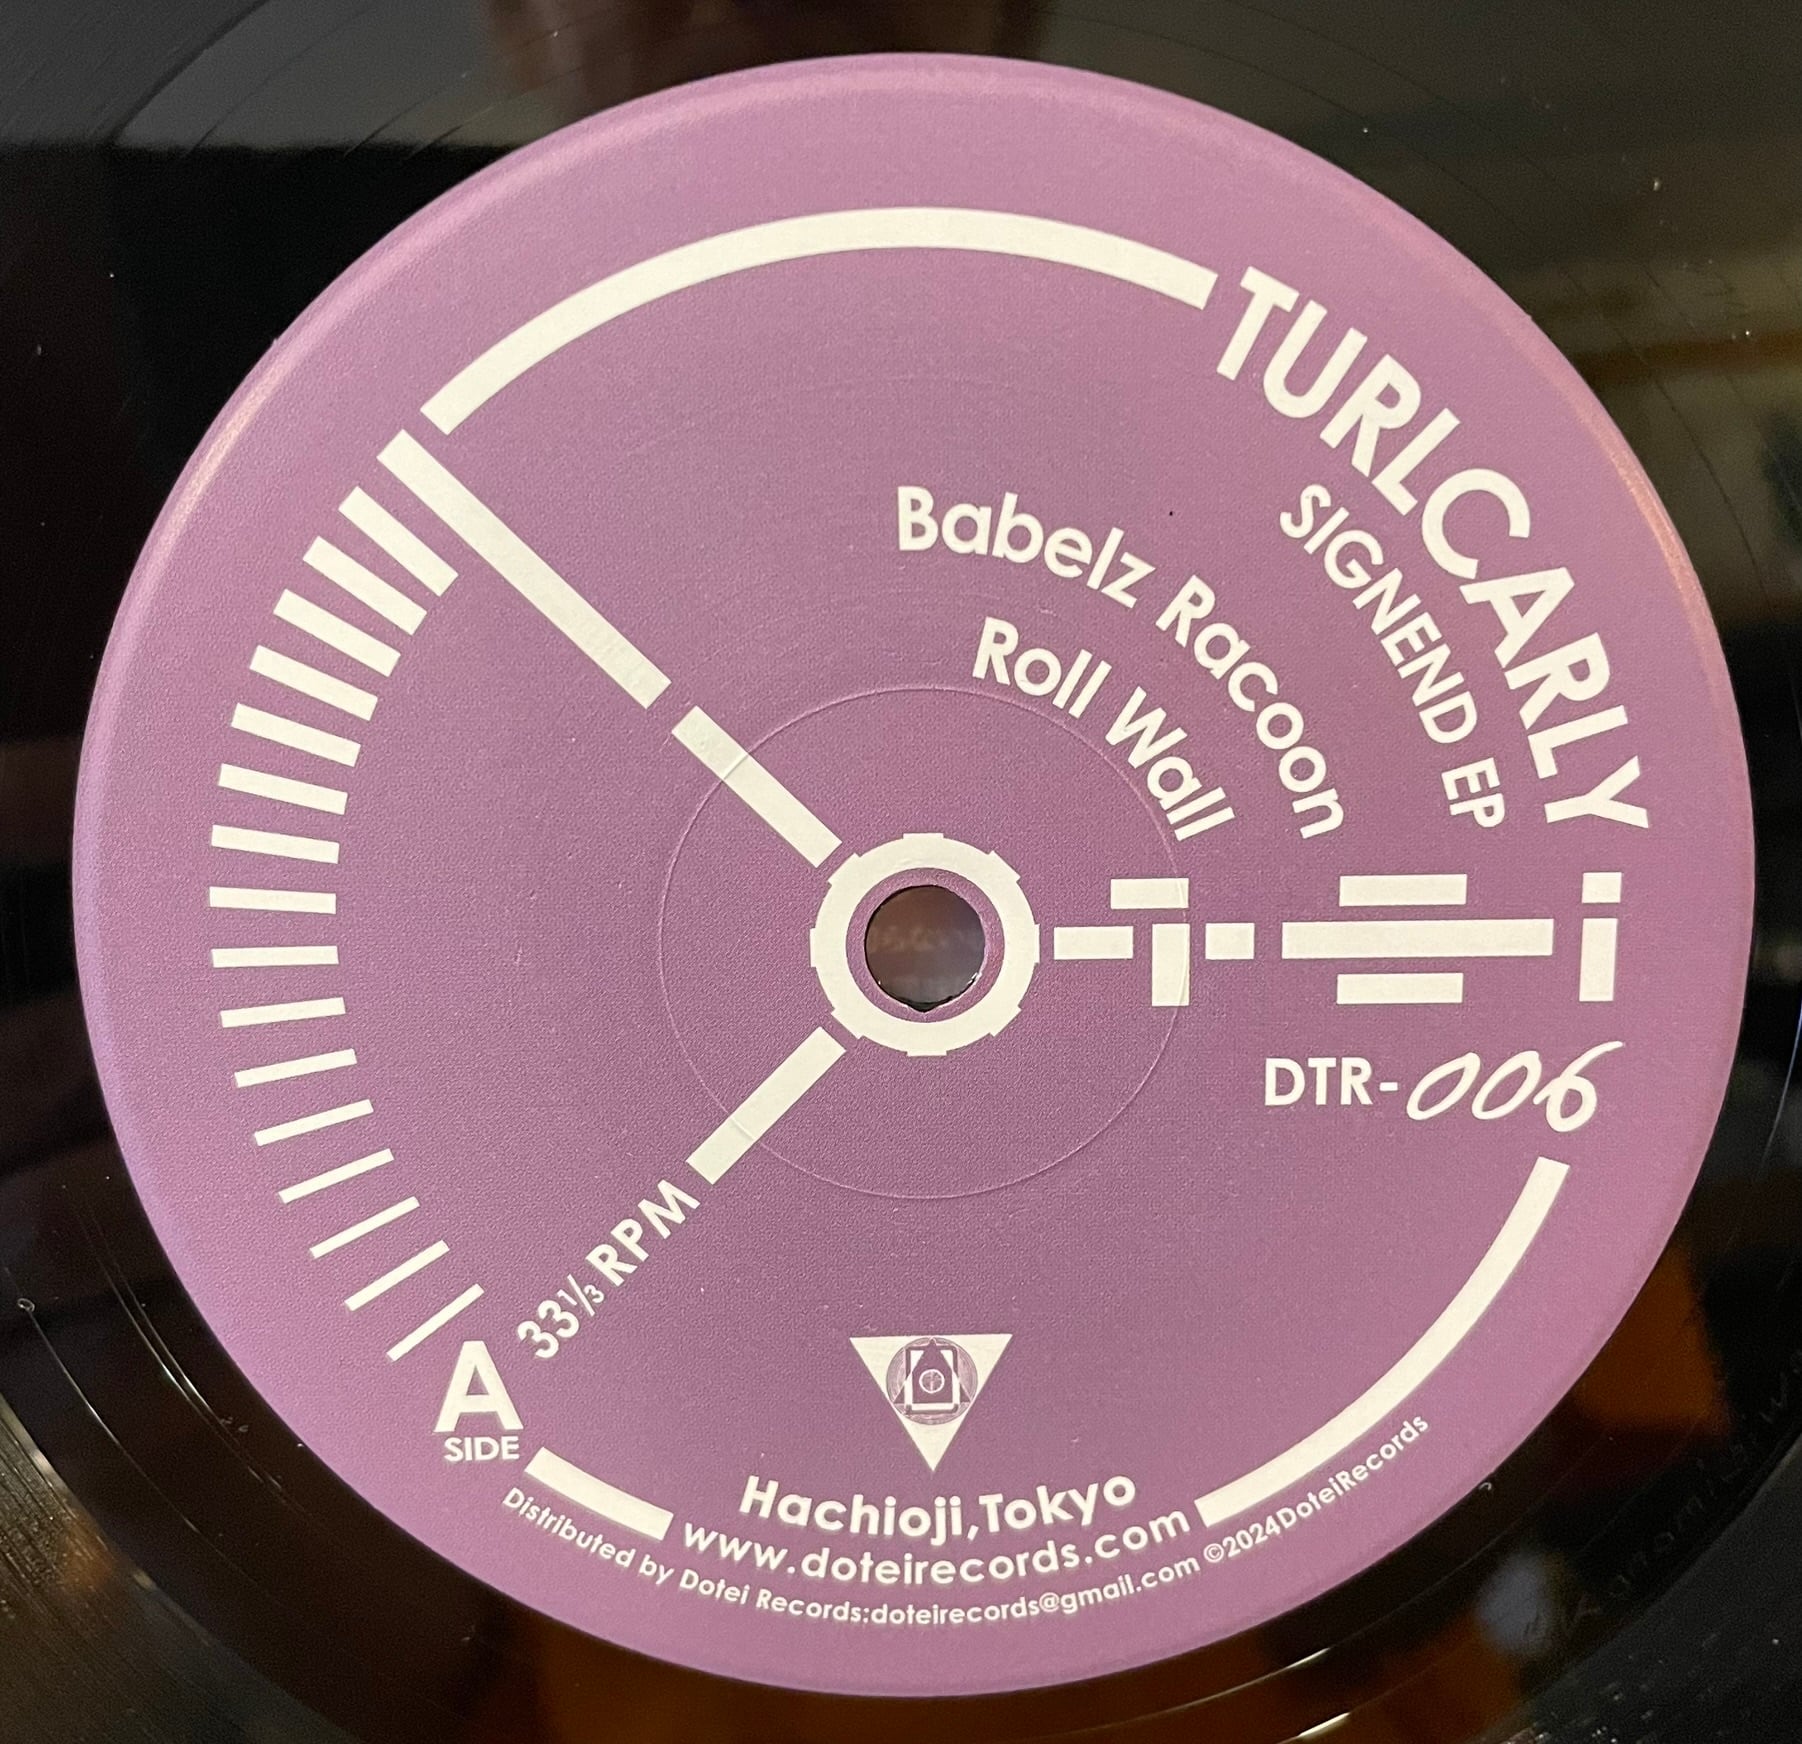 TURLCARLY
SIGNEND EP
Babelz Racoon
Roll Wall
DTR-006
33⅓ RPM
A
SIDE
Hachioji,Tokyo
www.doteirecords.com
Distributed by Dotei Records:doteirecords@gmail.com ©2024DoteiRecords